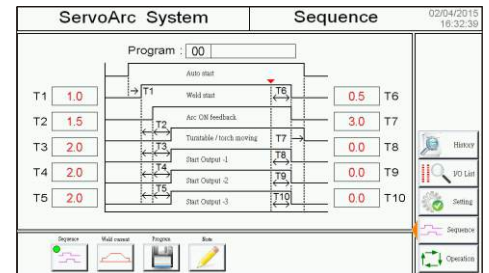 ServoArc System
Sequence
02/04/2015
16:32:39
Program : 00
Auto start
T1
Weld start
T6
Arc ON feedback
T2
Turntable / torch moving
T7
T3
Start Output -1
T8
T4
Start Output -2
T9
T5
Start Output -3
T10
T1 1.0
T2 1.5
T3 2.0
T4 2.0
T5 2.0
0.5 T6
3.0 T7
0.0 T8
0.0 T9
0.0 T10
History
I/O List
Setting
Sequence
Operation
Sequence
Weld current
Program